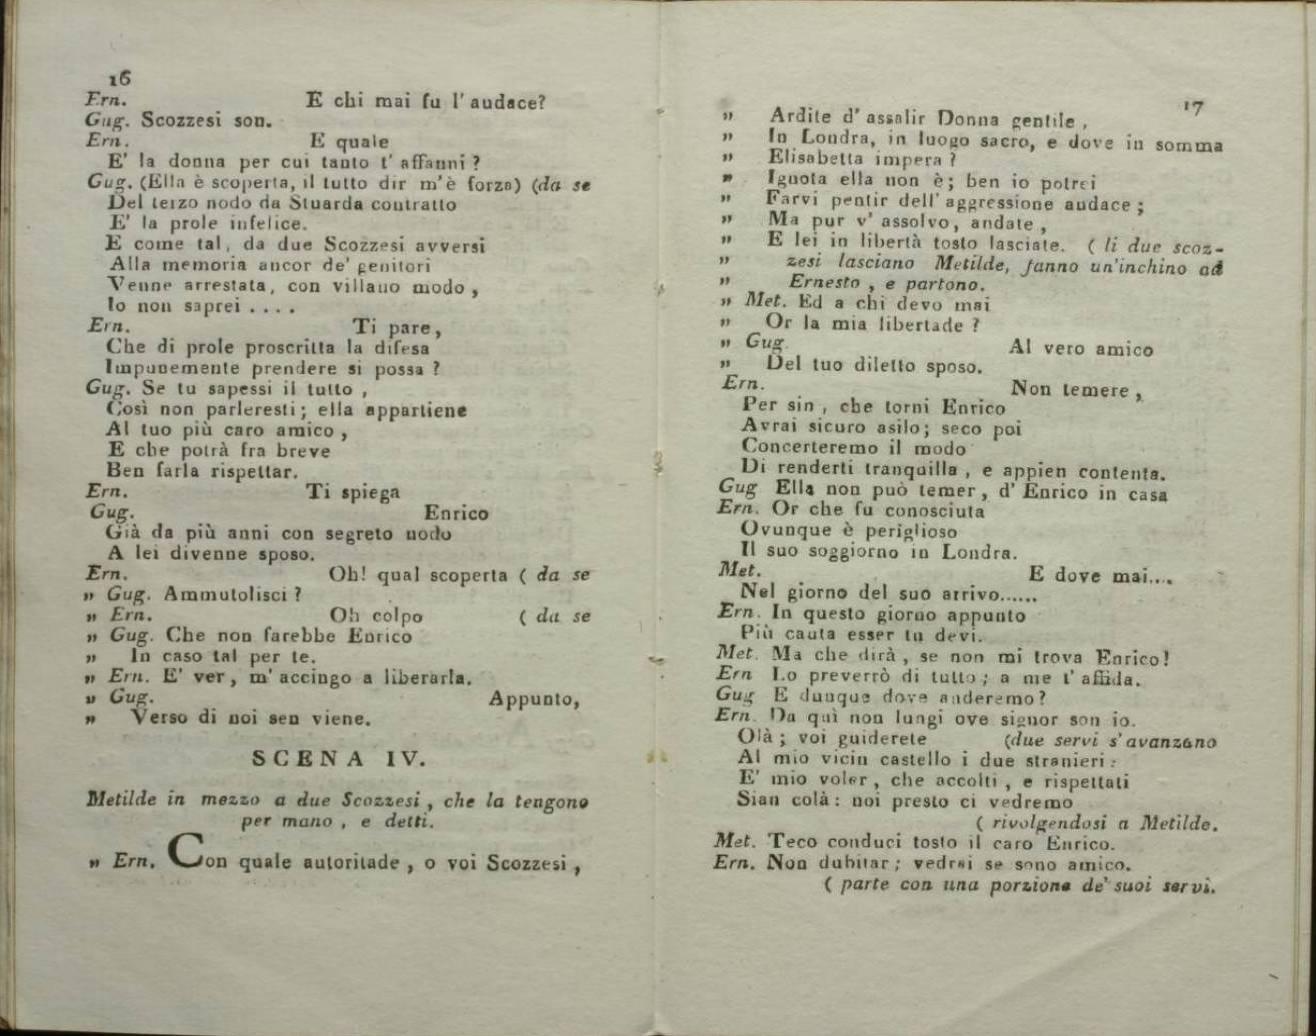 16
Ern. E chi mai fu l' audace?
Gug. Scozzesi son.
Ern. E quale
E' la donna per cui tanto t' affanni ?
Gug. (Ella è scoperta, il tutto dir m'è forza) (da se
Del terzo nodo da Stuarda contratto
E' la prole infelice.
E come tal, da due Scozzesi avversi
Alla memoria ancor de' genitori
Venne arrestata, con villano modo ,
Io non saprei . . . .
Ern. Ti pare,
Che di prole proscritta la difesa
Impunemente prendere si possa ?
Gug. Se tu sapessi il tutto ,
Così non parleresti; ella appartiene
Al tuo più caro amico ,
E che potrà fra breve
Ben farla rispettar.
Ern. Ti spiega
Gug. Enrico
Già da più anni con segreto nodo
A lei divenne sposo.
Ern. Oh! qual scoperta ( da se
„ Gug. Ammutolisci ?
„ Ern. Oh colpo ( da se
„ Gug. Che non farebbe Enrico
„ In caso tal per te.
„ Ern. E' ver, m' accingo a liberarla.
„ Gug. Appunto,
„ Verso di noi sen viene.
SCENA IV.
Metilde in mezzo a due Scozzesi , che la tengono
per mano , e detti.
„ Ern. Con quale autoritade , o voi Scozzesi ,
17
„ Ardite d' assalir Donna gentile ,
„ In Londra, in luogo sacro, e dove in somma
„ Elisabetta impera ?
„ Ignota ella non è; ben io potrei
„ Farvi pentir dell' aggressione audace ;
„ Ma pur v' assolvo, andate ,
„ E lei in libertà tosto lasciate. ( li due scoz-
„ zesi lasciano Metilde, fanno un'inchino ad
„ Ernesto , e partono.
„ Met. Ed a chi devo mai
„ Or la mia libertade ?
„ Gug. Al vero amico
„ Del tuo diletto sposo.
Ern. Non temere ,
Per sin , che torni Enrico
Avrai sicuro asilo; seco poi
Concerteremo il modo
Di renderti tranquilla , e appien contenta.
Gug Ella non può temer, d' Enrico in casa
Ern. Or che fu conosciuta
Ovunque è periglioso
Il suo soggiorno in Londra.
Met. E dove mai....
Nel giorno del suo arrivo......
Ern. In questo giorno appunto
Più cauta esser tu devi.
Met. Ma che dirà , se non mi trova Enrico!
Ern Io preverrò di tutto ; a me t' affida.
Gug E dunque dove anderemo?
Ern. Da quì non lungi ove signor son io.
Olà ; voi guiderete (due servi s' avanzano
Al mio vicin castello i due stranieri :
E' mio voler, che accolti , e rispettati
Sian colà : noi presto ci vedremo
( rivolgendosi a Metilde.
Met. Teco conduci tosto il caro Enrico.
Ern. Non dubitar ; vedrai se sono amico.
( parte con una porzione de' suoi servi.